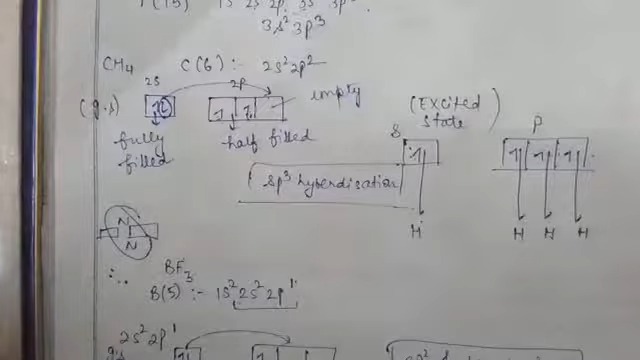 3s² 3p³
CH4 C(6) :- 2s² 2p²
2s 2p
(g.s) empty
fully filled half filled
(Excited state)
S P
sp³ hyberdisation
H H H H
N
N
∴ BF3
B(5) :- 1s² 2s² 2p¹
2s² 2p¹
g.s